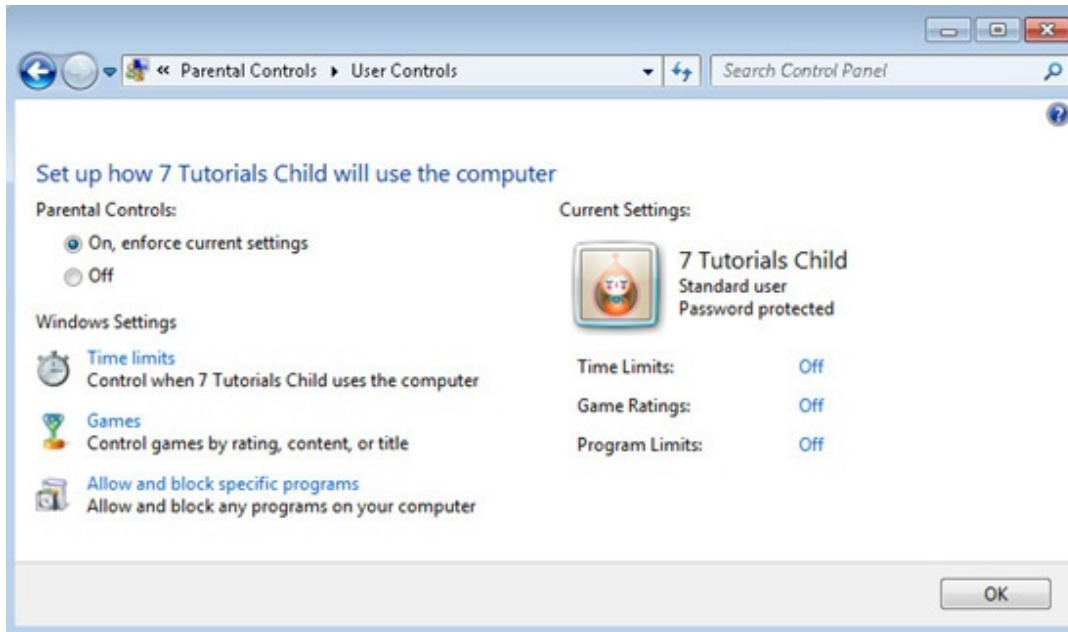 « Parental Controls ▸ User Controls
Search Control Panel
Set up how 7 Tutorials Child will use the computer
Parental Controls:
On, enforce current settings
Off
Windows Settings
Time limits
Control when 7 Tutorials Child uses the computer
Games
Control games by rating, content, or title
Allow and block specific programs
Allow and block any programs on your computer
Current Settings:
7 Tutorials Child
Standard user
Password protected
Time Limits: Off
Game Ratings: Off
Program Limits: Off
OK